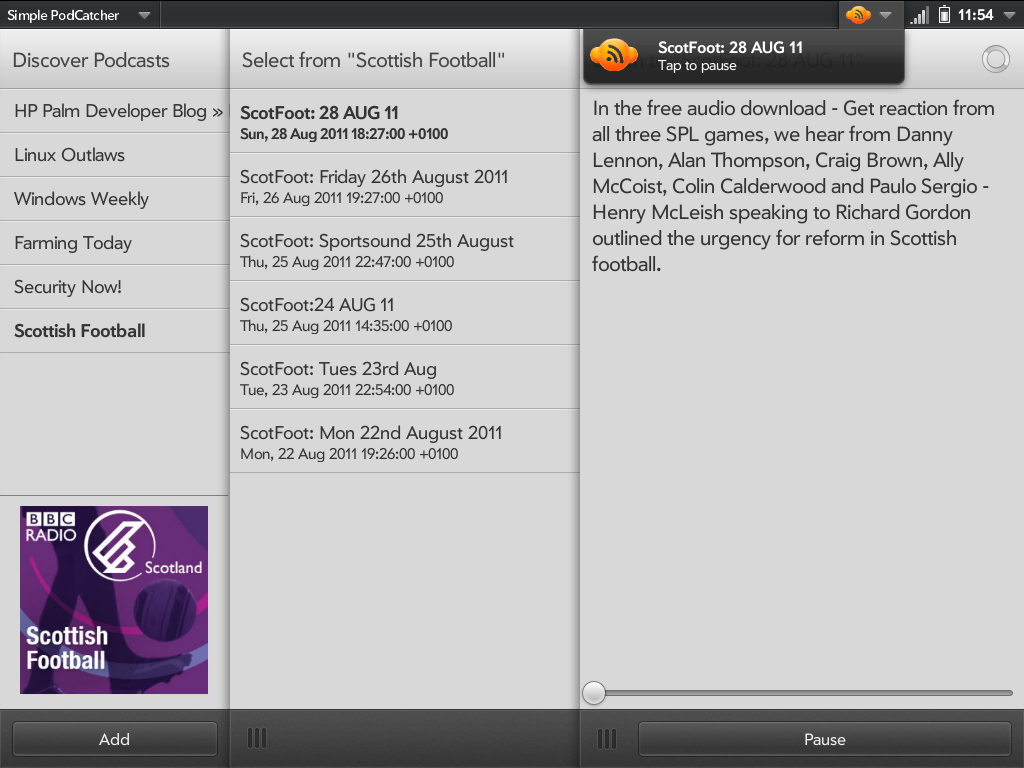 Simple PodCatcher
11:54
Discover Podcasts
HP Palm Developer Blog »
Linux Outlaws
Windows Weekly
Farming Today
Security Now!
Scottish Football
BBC
RADIO
Scotland
Scottish
Football
Add
Select from "Scottish Football"
ScotFoot: 28 AUG 11
Sun, 28 Aug 2011 18:27:00 +0100
ScotFoot: Friday 26th August 2011
Fri, 26 Aug 2011 19:27:00 +0100
ScotFoot: Sportsound 25th August
Thu, 25 Aug 2011 22:47:00 +0100
ScotFoot:24 AUG 11
Thu, 25 Aug 2011 14:35:00 +0100
ScotFoot: Tues 23rd Aug
Tue, 23 Aug 2011 22:54:00 +0100
ScotFoot: Mon 22nd August 2011
Mon, 22 Aug 2011 19:26:00 +0100
ScotFoot: 28 AUG 11
Tap to pause
In the free audio download - Get reaction from
all three SPL games, we hear from Danny
Lennon, Alan Thompson, Craig Brown, Ally
McCoist, Colin Calderwood and Paulo Sergio -
Henry McLeish speaking to Richard Gordon
outlined the urgency for reform in Scottish
football.
Pause